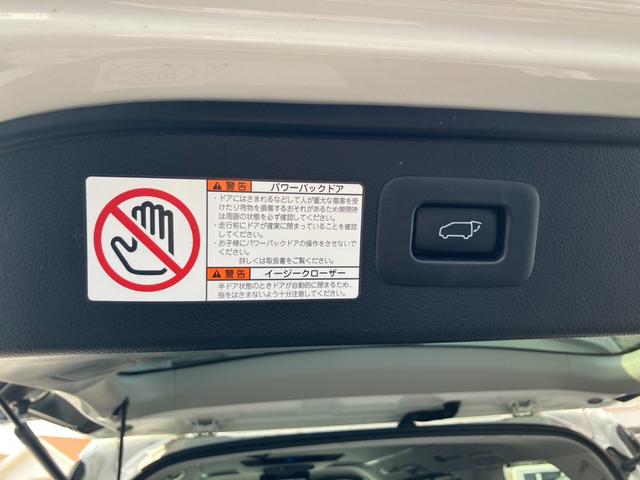 警告 パワーバックドア
・ドアにはさまれるなどして人が重大な傷害を受
けたり荷物を損傷するおそれがあるため開閉時
は周囲の状態を必ず確認してください。
・走行前にドアが確実に閉まっていることを確認
してください。
・お子様にパワーバックドアの操作をさせないで
ください。
詳しくは取扱書をご覧ください。
警告 イージークローザー
半ドア状態のときドアが自動的に閉まるため、
指をはさまないよう十分注意してください。